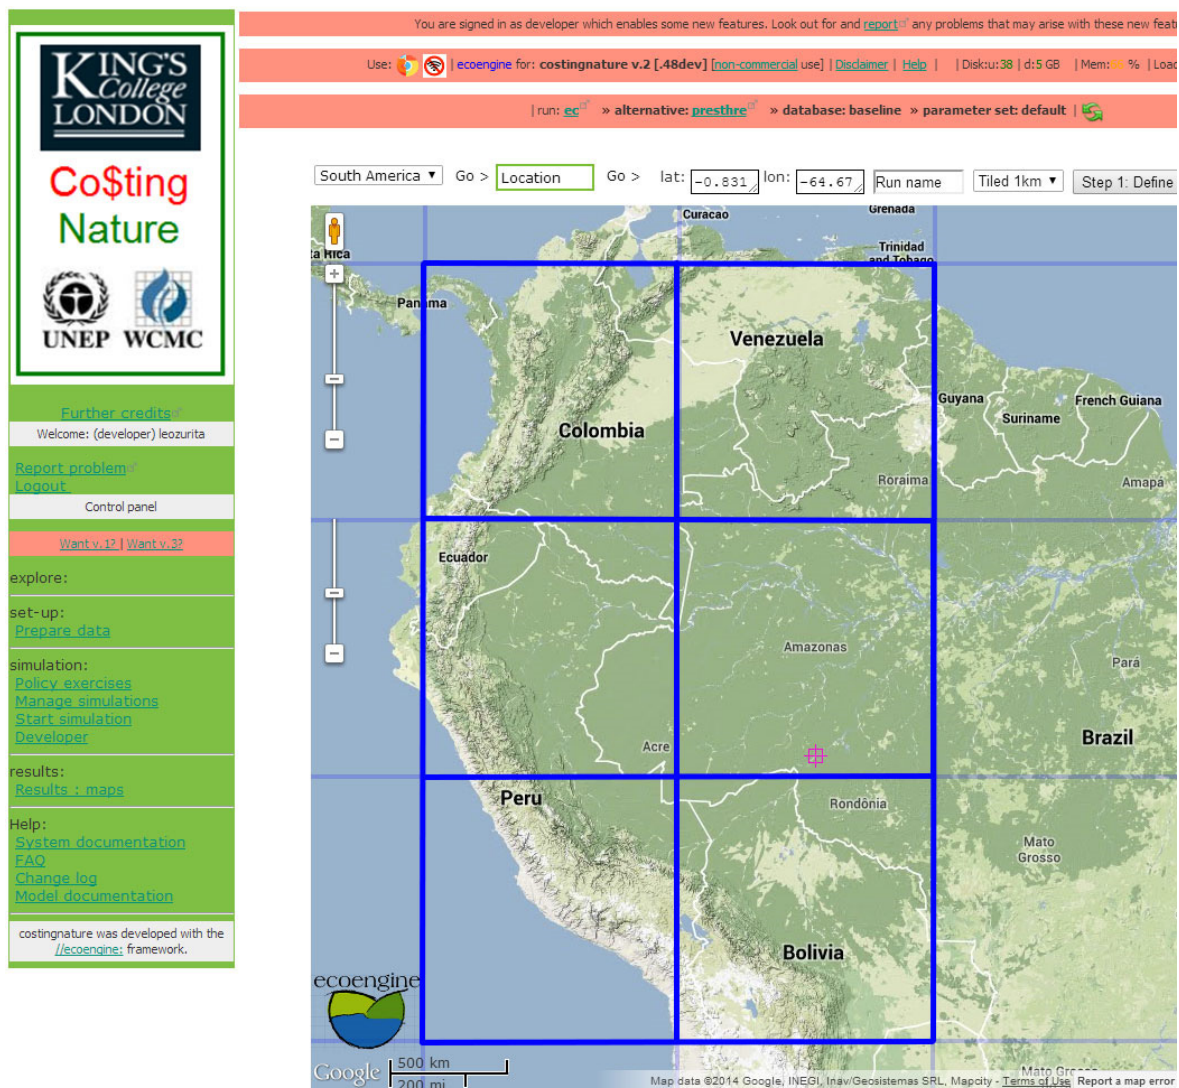 You are signed in as developer which enables some new features. Look out for and report any problems that may arise with these new feat
KING'S
College
LONDON
Co$ting
Nature
UNEP WCMC
Use: | ecoengine for: costingnature v.2 [.48dev] [non-commercial use] | Disclaimer | Help | | Disk:u:38 | d:5 GB | Mem: % | Loa
| run: ec » alternative: presthre » database: baseline » parameter set: default |
South America Go > Location Go > lat: -0.831 lon: -64.67 Run name Tiled 1km Step 1: Define
Further credits
Welcome: (developer) leozurita
Report problem
Logout
Control panel
Want v.1? | Want v.3?
explore:
set-up:
Prepare data
simulation:
Policy exercises
Manage simulations
Start simulation
Developer
results:
Results : maps
Help:
System documentation
FAQ
Change log
Model documentation
costingnature was developed with the
//ecoengine: framework.
Curacao
Grenada
Trinidad
and Tobago
ta Rica
Panama
Venezuela
Guyana
Suriname
French Guiana
Colombia
Roraima
Amapá
Ecuador
Amazonas
Pará
Acre
Brazil
Peru
Rondônia
Mato
Grosso
Bolivia
ecoengine
Mato Grosso
Google
500 km
200 mi
Map data ©2014 Google, INEGI, Inav/Geosistemas SRL, Mapcity - Terms of Use Report a map error